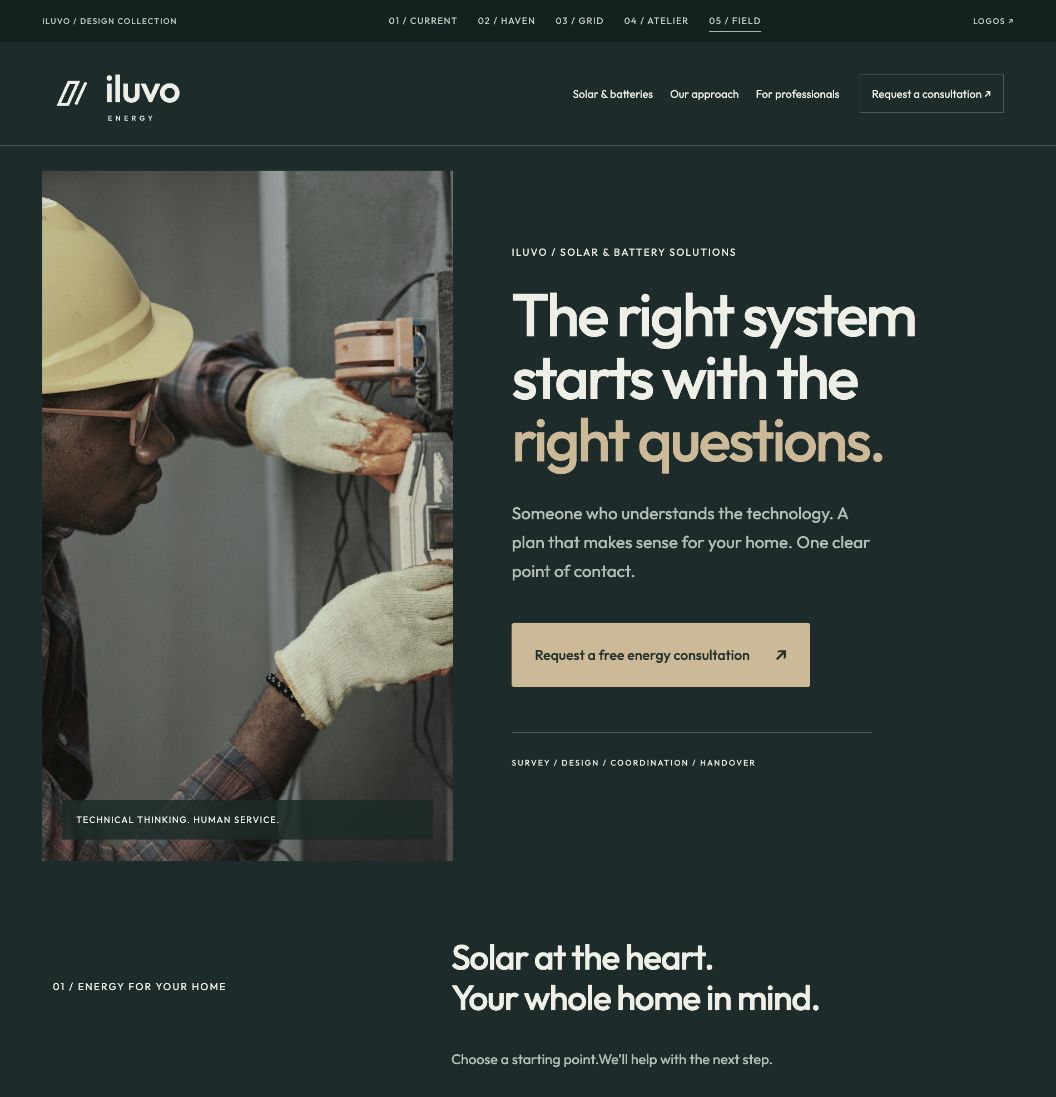 ILUVO / DESIGN COLLECTION
01 / CURRENT
02 / HAVEN
03 / GRID
04 / ATELIER
05 / FIELD
LOGOS ↗
iluvo
ENERGY
Solar & batteries
Our approach
For professionals
Request a consultation ↗
ILUVO / SOLAR & BATTERY SOLUTIONS
The right system
starts with the
right questions.
Someone who understands the technology. A
plan that makes sense for your home. One clear
point of contact.
Request a free energy consultation ↗
SURVEY / DESIGN / COORDINATION / HANDOVER
TECHNICAL THINKING. HUMAN SERVICE.
01 / ENERGY FOR YOUR HOME
Solar at the heart.
Your whole home in mind.
Choose a starting point.We'll help with the next step.